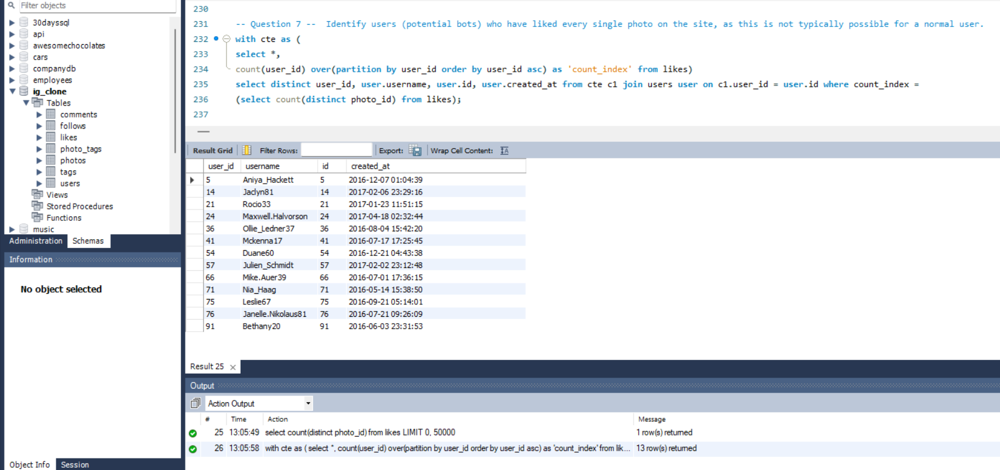 Filter objects
30dayssql
api
awesomechocolates
cars
companydb
employees
ig_clone
Tables
comments
follows
likes
photo_tags
photos
tags
users
Views
Stored Procedures
Functions
music
Administration Schemas
Information
No object selected
Object Info Session
230
231 -- Question 7 -- Identify users (potential bots) who have liked every single photo on the site, as this is not typically possible for a normal user.
232 with cte as (
233 select *,
234 count(user_id) over(partition by user_id order by user_id asc) as 'count_index' from likes)
235 select distinct user_id, user.username, user.id, user.created_at from cte c1 join users user on c1.user_id = user.id where count_index =
236 (select count(distinct photo_id) from likes);
237
Result Grid Filter Rows: Export: Wrap Cell Content: IA
user_id username id created_at
5 Aniya_Hackett 5 2016-12-07 01:04:39
14 Jaclyn81 14 2017-02-06 23:29:16
21 Rocio33 21 2017-01-23 11:51:15
24 Maxwell.Halvorson 24 2017-04-18 02:32:44
36 Ollie_Ledner37 36 2016-08-04 15:42:20
41 Mckenna17 41 2016-07-17 17:25:45
54 Duane60 54 2016-12-21 04:43:38
57 Julien_Schmidt 57 2017-02-02 23:12:48
66 Mike.Auer39 66 2016-07-01 17:36:15
71 Nia_Haag 71 2016-05-14 15:38:50
75 Leslie67 75 2016-09-21 05:14:01
76 Janelle.Nikolaus81 76 2016-07-21 09:26:09
91 Bethany20 91 2016-06-03 23:31:53
Result 25
Output
Action Output
# Time Action Message
25 13:05:49 select count(distinct photo_id) from likes LIMIT 0, 50000 1 row(s) returned
26 13:05:58 with cte as ( select *, count(user_id) over(partition by user_id order by user_id asc) as 'count_index' from lik... 13 row(s) returned